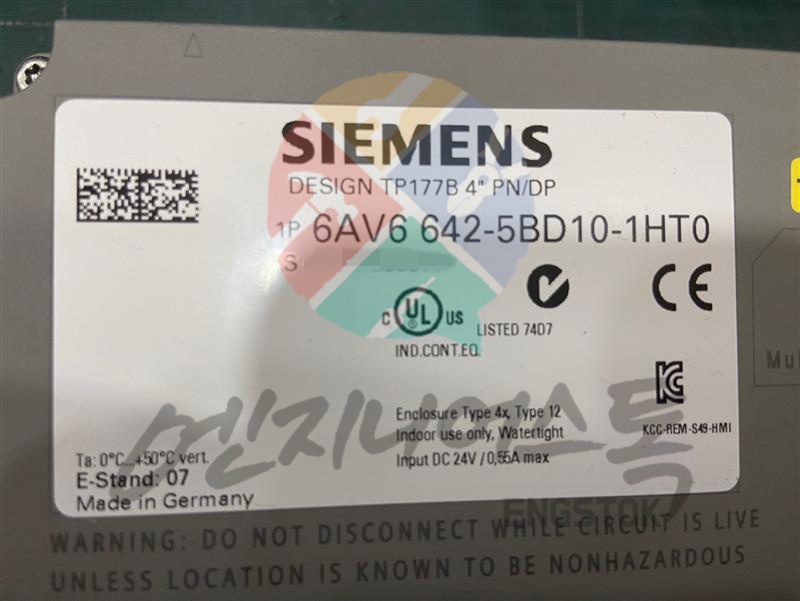 SIEMENS
DESIGN TP177B 4" PN/DP
1P 6AV6 642-5BD10-1HT0
S
C UL US
LISTED 74D7
CE
IND.CONT.EQ.
KCC-REM-S49-HMI
Enclosure Type 4x, Type 12
Indoor use only, Watertight
Input DC 24V / 0,55A max
Ta: 0°C...+50°C vert.
E-Stand: 07
Made in Germany
엔지니어스톡
ENGSTOK
WARNING: DO NOT DISCONNECT WHILE CIRCUIT IS LIVE
UNLESS LOCATION IS KNOWN TO BE NONHAZARDOUS